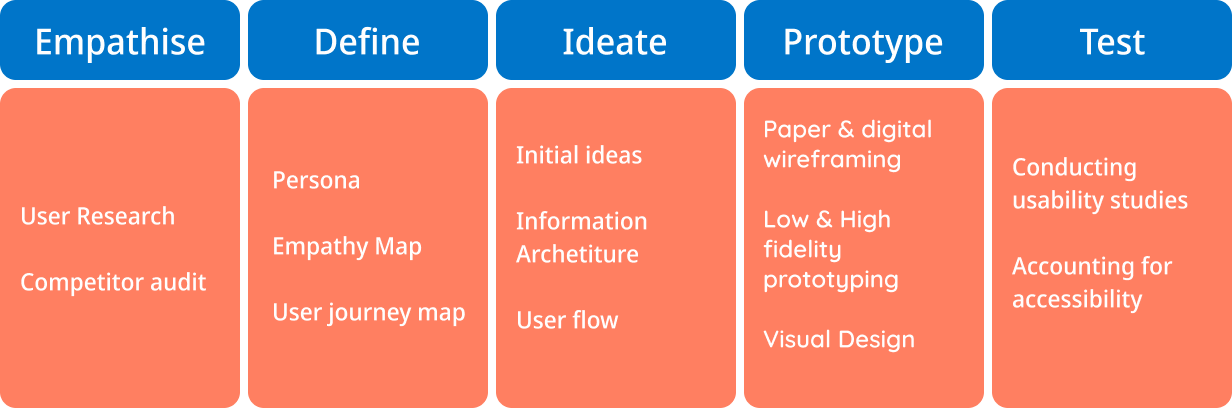 Empathise
Define
Ideate
Prototype
Test
User Research
Competitor audit
Persona
Empathy Map
User journey map
Initial ideas
Information
Archetiture
User flow
Paper & digital
wireframing
Low & High
fidelity
prototyping
Visual Design
Conducting
usability studies
Accounting for
accessibility